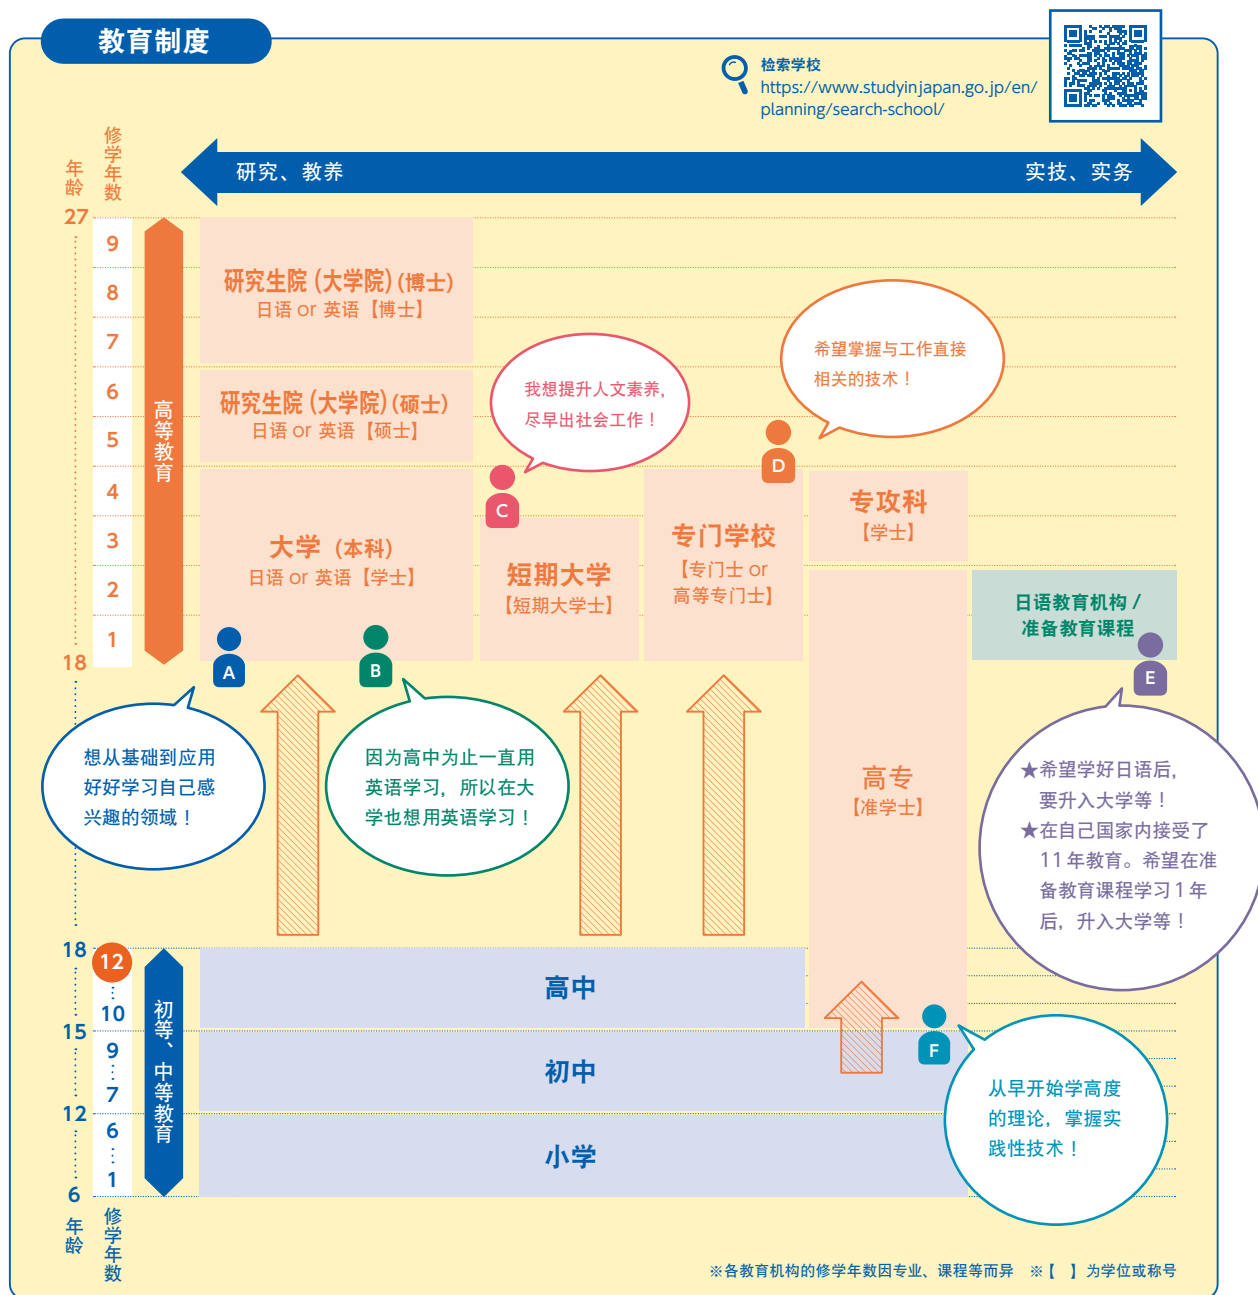 教育制度
检索学校
https://www.studyinjapan.go.jp/en/
planning/search-school/
年龄
修学年数
研究、教养
实技、实务
27
9
8
7
6
5
4
3
2
1
18
高等教育
研究生院（大学院）（博士）
日语 or 英语【博士】
研究生院（大学院）（硕士）
日语 or 英语【硕士】
大学（本科）
日语 or 英语【学士】
我想提升人文素养，
尽早出社会工作！
C
短期大学
【短期大学士】
希望掌握与工作直接
相关的技术！
D
专门学校
【专门士 or
高等专门士】
专攻科
【学士】
日语教育机构 /
准备教育课程
A
B
E
想从基础到应用
好好学习自己感
兴趣的领域！
因为高中为止一直用
英语学习，所以在大
学也想用英语学习！
高专
【准学士】
★希望学好日语后，
要升入大学等！
★在自己国家内接受了
11 年教育。希望在准
备教育课程学习 1 年
后，升入大学等！
18
12
10
15
9
7
12
6
1
6
初等、中等教育
高中
初中
小学
F
从早开始学高度
的理论，掌握实
践性技术！
年龄
修学年数
※各教育机构的修学年数因专业、课程等而异 ※【 】为学位或称号